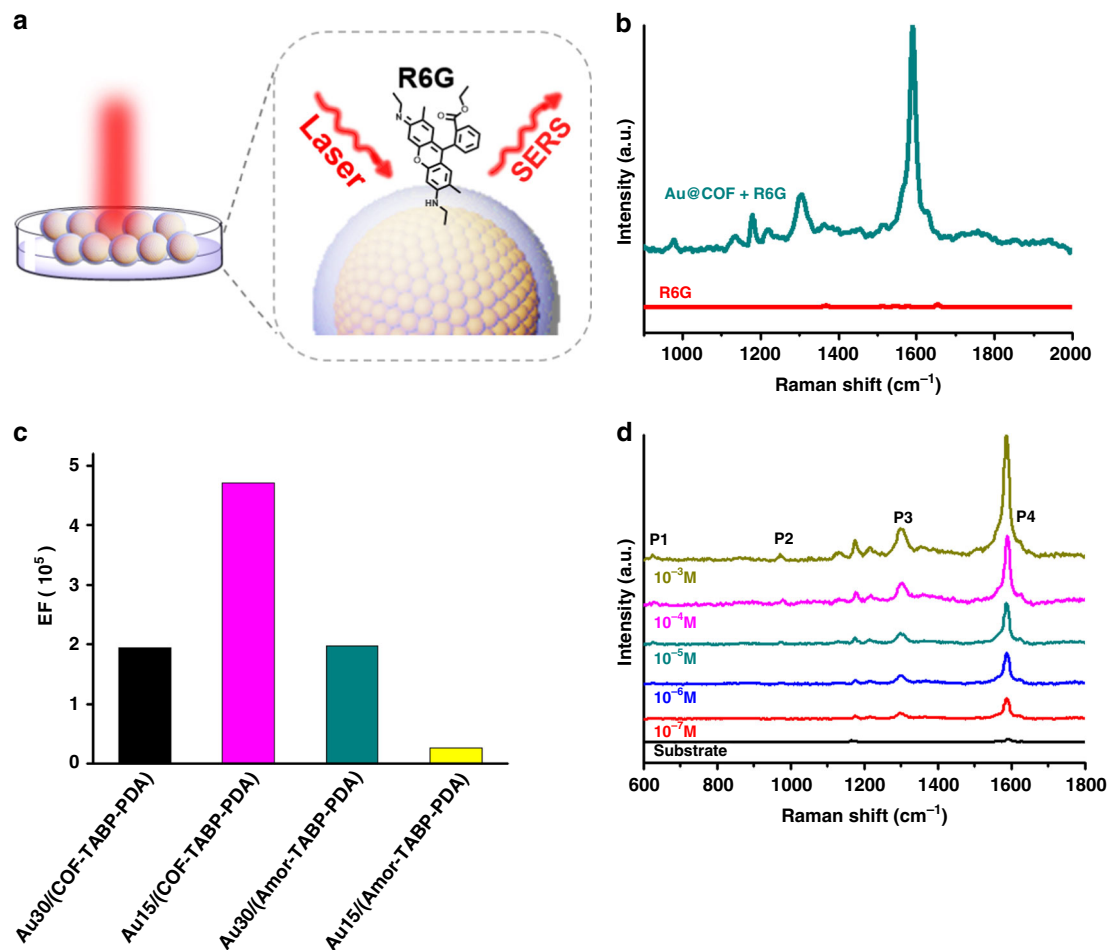 a
R6G
Laser
SERS
O
O
N
O
HN
b
Intensity (a.u.)
Au@COF + R6G
R6G
1000 1200 1400 1600 1800 2000
Raman shift (cm⁻¹)
c
EF ( 10⁵)
5
4
3
2
1
0
Au30/(COF-TABP-PDA)
Au15/(COF-TABP-PDA)
Au30/(Amor-TABP-PDA)
Au15/(Amor-TABP-PDA)
d
Intensity (a.u.)
P1 P2 P3 P4
10⁻³M
10⁻⁴M
10⁻⁵M
10⁻⁶M
10⁻⁷M
Substrate
600 800 1000 1200 1400 1600 1800
Raman shift (cm⁻¹)